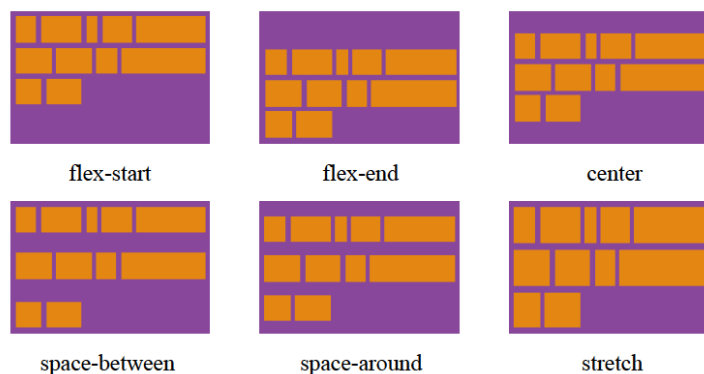 flex-start
flex-end
center
space-between
space-around
stretch